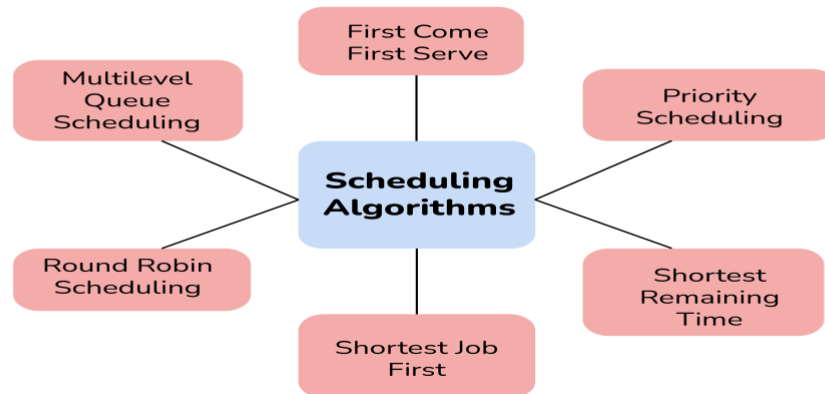 First Come
First Serve
Multilevel
Queue
Scheduling
Priority
Scheduling
Scheduling
Algorithms
Round Robin
Scheduling
Shortest
Remaining
Time
Shortest Job
First